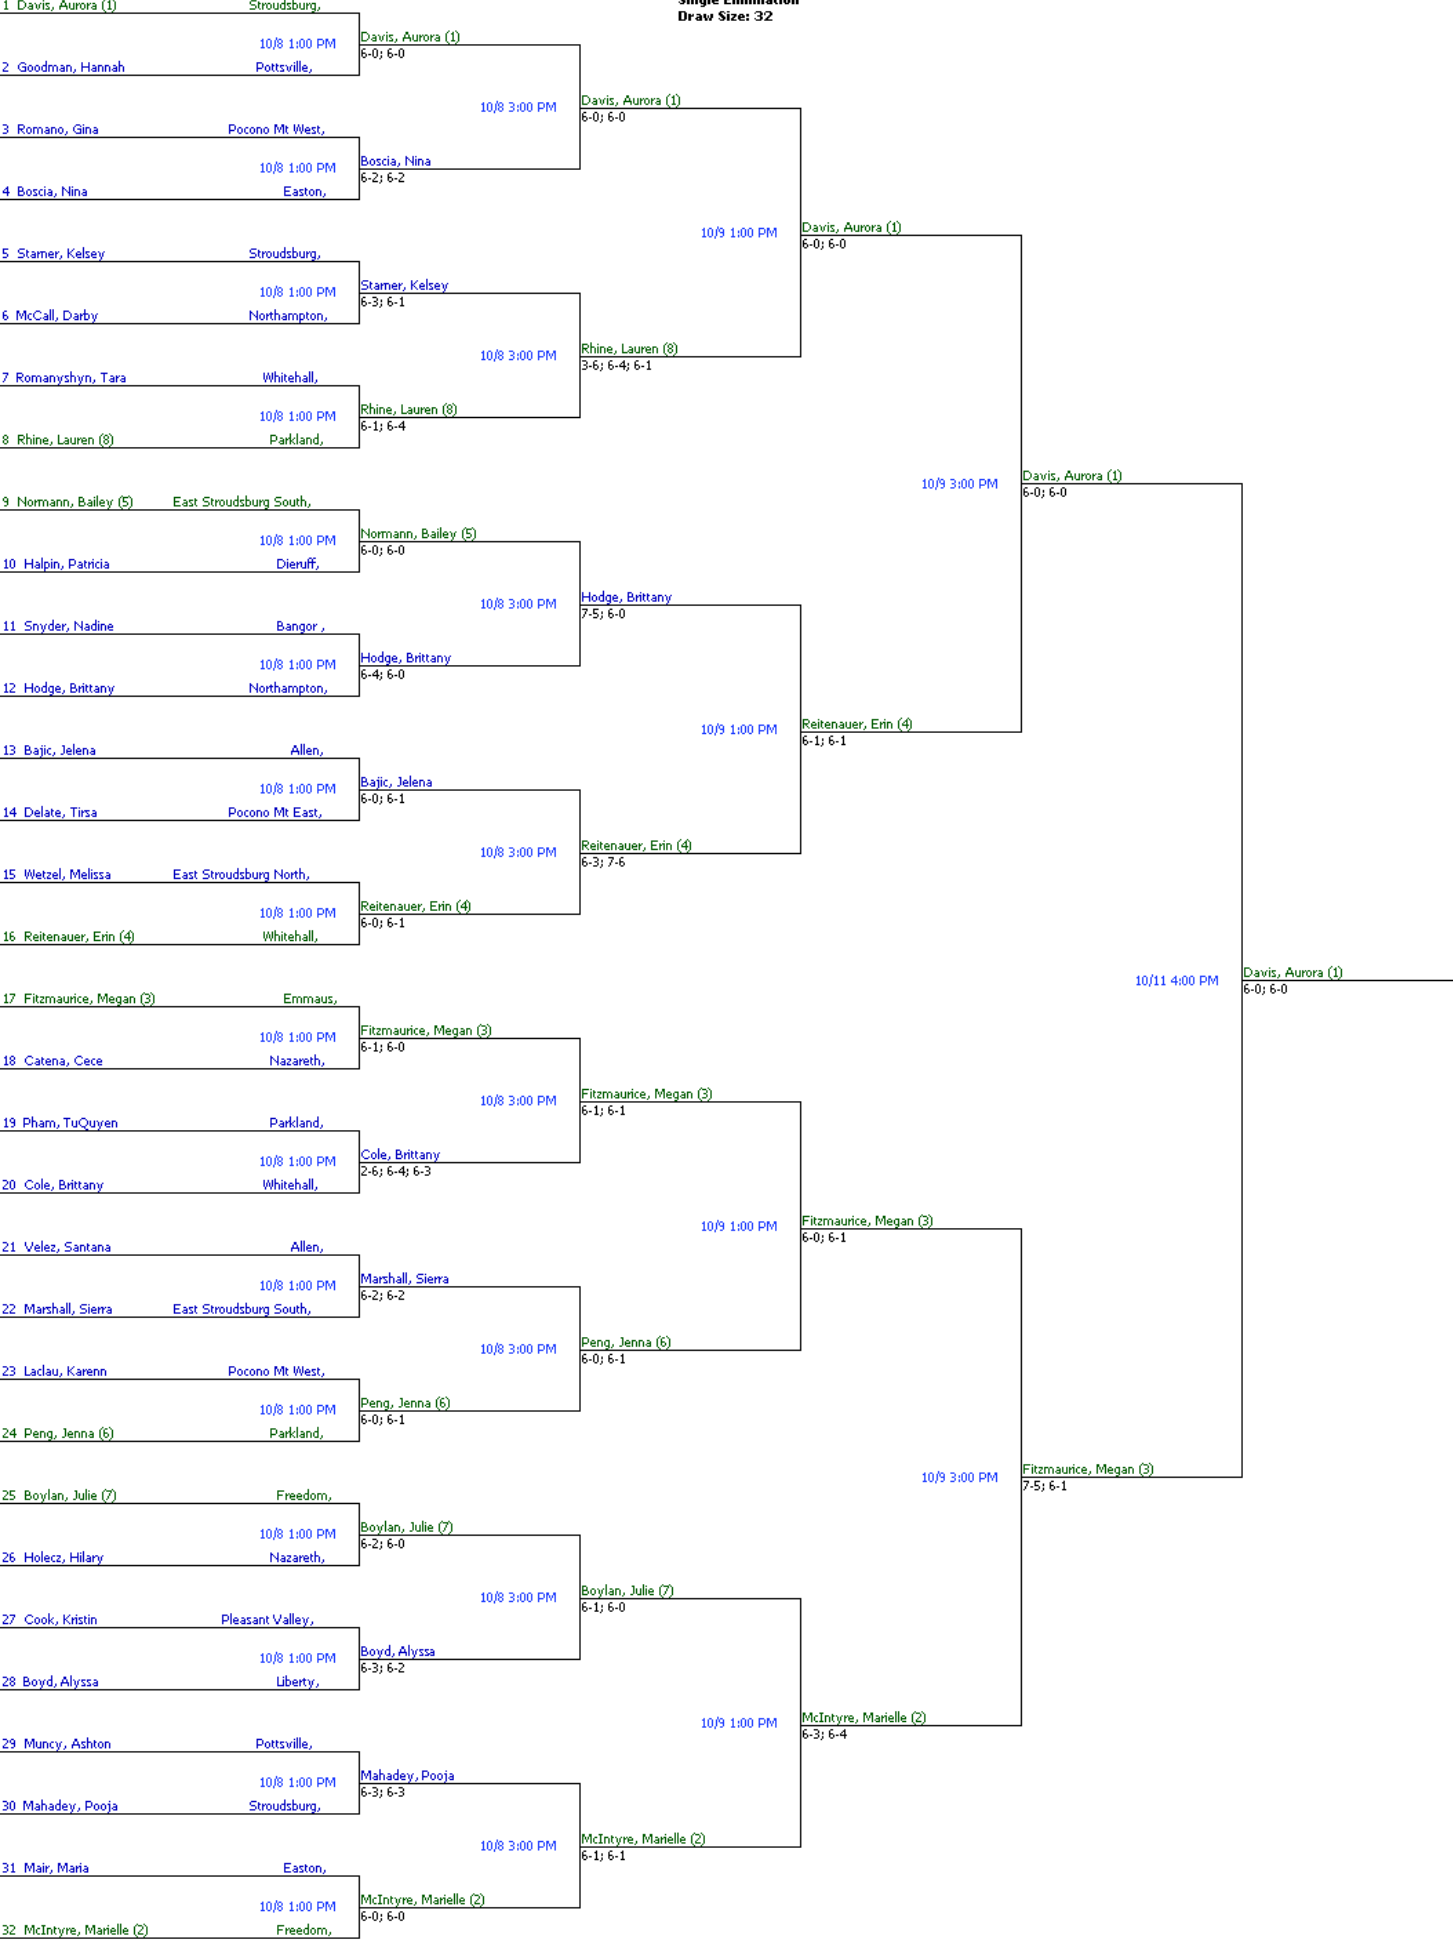 Single Elimination
Draw Size: 32
1 Davis, Aurora (1) Stroudsburg,
10/8 1:00 PM
Davis, Aurora (1)
6-0; 6-0
2 Goodman, Hannah Pottsville,
10/8 3:00 PM
Davis, Aurora (1)
6-0; 6-0
3 Romano, Gina Pocono Mt West,
10/8 1:00 PM
Boscia, Nina
6-2; 6-2
4 Boscia, Nina Easton,
10/9 1:00 PM
Davis, Aurora (1)
6-0; 6-0
5 Starner, Kelsey Stroudsburg,
10/8 1:00 PM
Starner, Kelsey
6-3; 6-1
6 McCall, Darby Northampton,
10/8 3:00 PM
Rhine, Lauren (8)
3-6; 6-4; 6-1
7 Romanyshyn, Tara Whitehall,
10/8 1:00 PM
Rhine, Lauren (8)
6-1; 6-4
8 Rhine, Lauren (8) Parkland,
10/9 3:00 PM
Davis, Aurora (1)
6-0; 6-0
9 Normann, Bailey (5) East Stroudsburg South,
10/8 1:00 PM
Normann, Bailey (5)
6-0; 6-0
10 Halpin, Patricia Dieruff,
10/8 3:00 PM
Hodge, Brittany
7-5; 6-0
11 Snyder, Nadine Bangor ,
10/8 1:00 PM
Hodge, Brittany
6-4; 6-0
12 Hodge, Brittany Northampton,
10/9 1:00 PM
Reitenauer, Erin (4)
6-1; 6-1
13 Bajic, Jelena Allen,
10/8 1:00 PM
Bajic, Jelena
6-0; 6-1
14 Delate, Tirsa Pocono Mt East,
10/8 3:00 PM
Reitenauer, Erin (4)
6-3; 7-6
15 Wetzel, Melissa East Stroudsburg North,
10/8 1:00 PM
Reitenauer, Erin (4)
6-0; 6-1
16 Reitenauer, Erin (4) Whitehall,
10/11 4:00 PM
Davis, Aurora (1)
6-0; 6-0
17 Fitzmaurice, Megan (3) Emmaus,
10/8 1:00 PM
Fitzmaurice, Megan (3)
6-1; 6-0
18 Catena, Cece Nazareth,
10/8 3:00 PM
Fitzmaurice, Megan (3)
6-1; 6-1
19 Pham, TuQuyen Parkland,
10/8 1:00 PM
Cole, Brittany
2-6; 6-4; 6-3
20 Cole, Brittany Whitehall,
10/9 1:00 PM
Fitzmaurice, Megan (3)
6-0; 6-1
21 Velez, Santana Allen,
10/8 1:00 PM
Marshall, Sierra
6-2; 6-2
22 Marshall, Sierra East Stroudsburg South,
10/8 3:00 PM
Peng, Jenna (6)
6-0; 6-1
23 Laclau, Karenn Pocono Mt West,
10/8 1:00 PM
Peng, Jenna (6)
6-0; 6-1
24 Peng, Jenna (6) Parkland,
10/9 3:00 PM
Fitzmaurice, Megan (3)
7-5; 6-1
25 Boylan, Julie (7) Freedom,
10/8 1:00 PM
Boylan, Julie (7)
6-2; 6-0
26 Holecz, Hilary Nazareth,
10/8 3:00 PM
Boylan, Julie (7)
6-1; 6-0
27 Cook, Kristin Pleasant Valley,
10/8 1:00 PM
Boyd, Alyssa
6-3; 6-2
28 Boyd, Alyssa Liberty,
10/9 1:00 PM
McIntyre, Marielle (2)
6-3; 6-4
29 Muncy, Ashton Pottsville,
10/8 1:00 PM
Mahadey, Pooja
6-3; 6-3
30 Mahadey, Pooja Stroudsburg,
10/8 3:00 PM
McIntyre, Marielle (2)
6-1; 6-1
31 Mair, Maria Easton,
10/8 1:00 PM
McIntyre, Marielle (2)
6-0; 6-0
32 McIntyre, Marielle (2) Freedom,